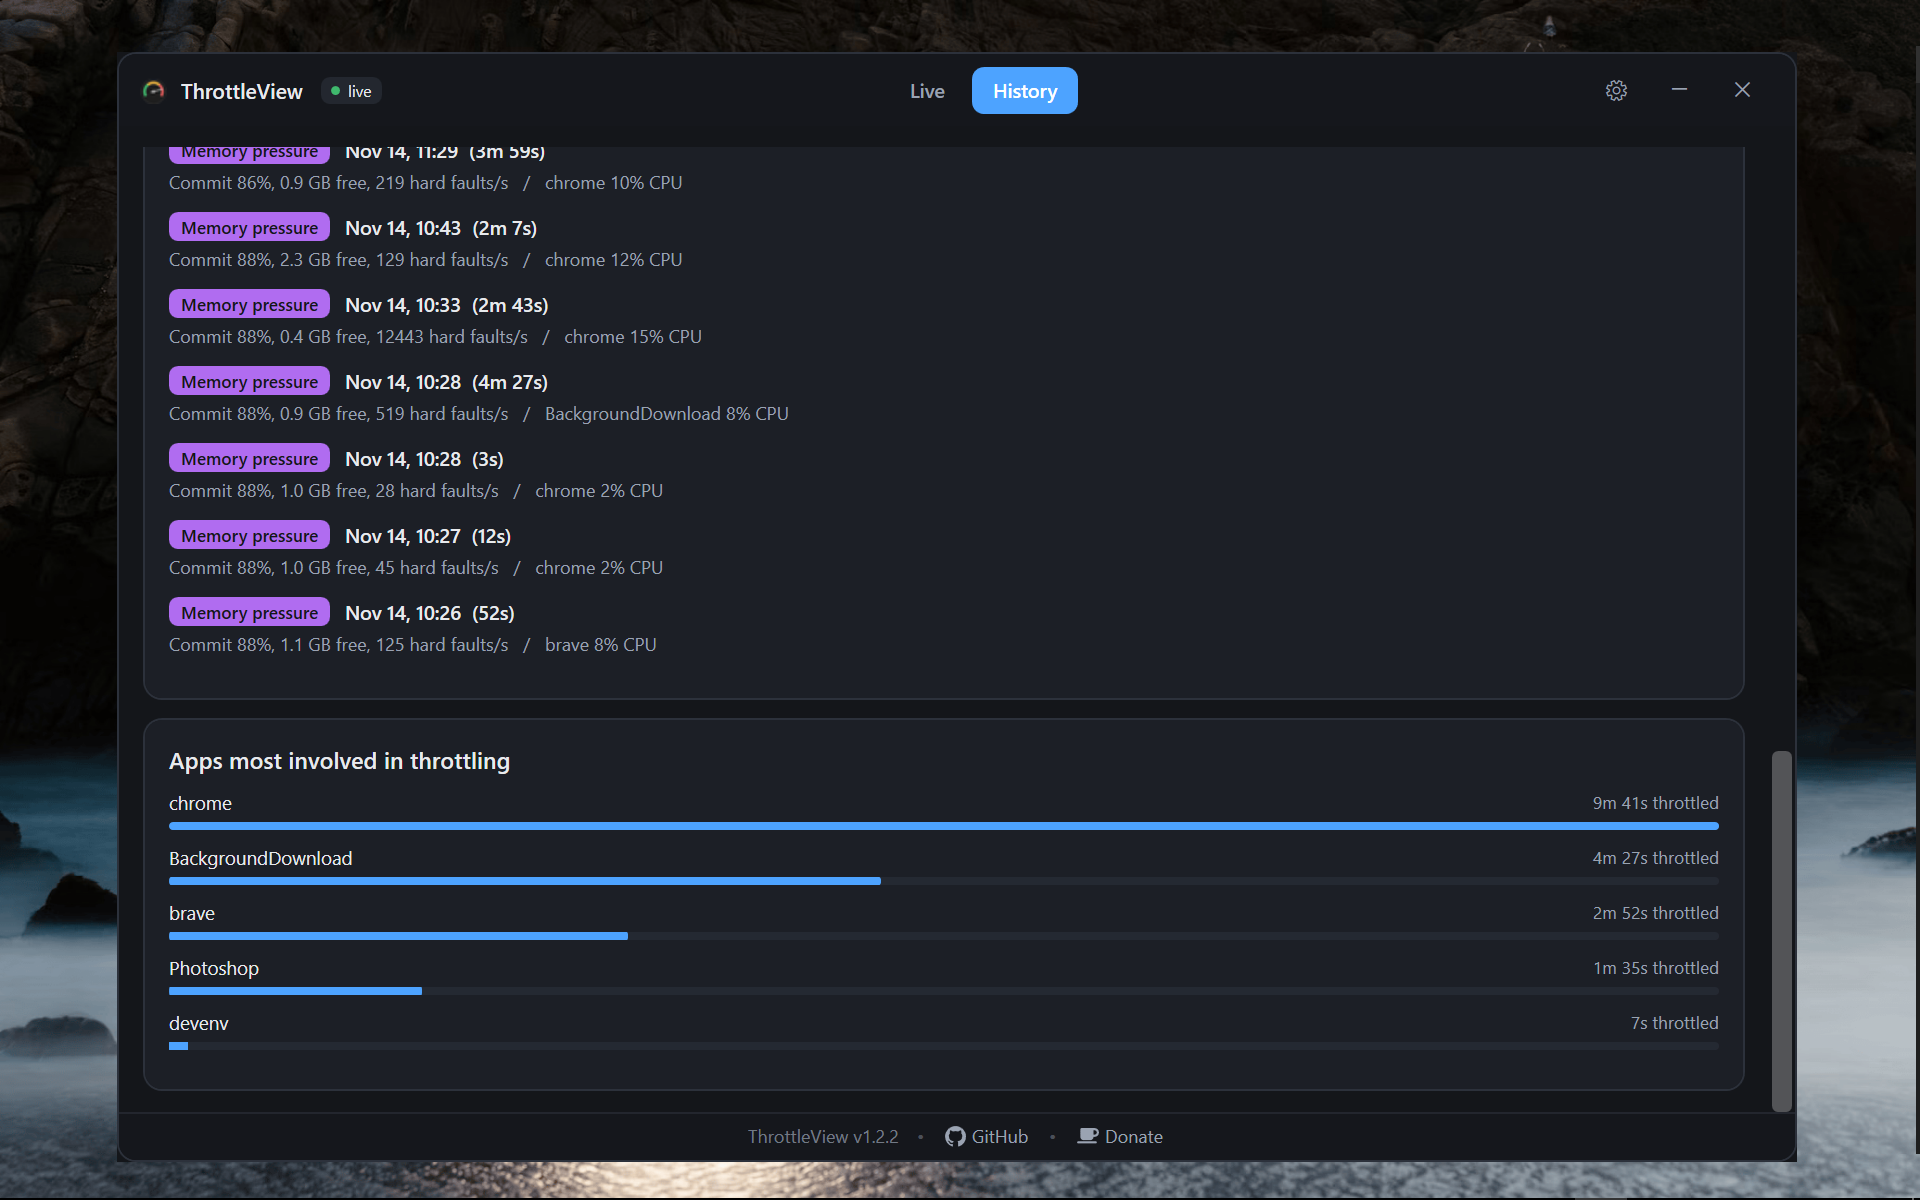 ThrottleView live Live History
Memory pressure Nov 14, 11:29 (3m 59s)
Commit 86%, 0.9 GB free, 219 hard faults/s / chrome 10% CPU
Memory pressure Nov 14, 10:43 (2m 7s)
Commit 88%, 2.3 GB free, 129 hard faults/s / chrome 12% CPU
Memory pressure Nov 14, 10:33 (2m 43s)
Commit 88%, 0.4 GB free, 12443 hard faults/s / chrome 15% CPU
Memory pressure Nov 14, 10:28 (4m 27s)
Commit 88%, 0.9 GB free, 519 hard faults/s / BackgroundDownload 8% CPU
Memory pressure Nov 14, 10:28 (3s)
Commit 88%, 1.0 GB free, 28 hard faults/s / chrome 2% CPU
Memory pressure Nov 14, 10:27 (12s)
Commit 88%, 1.0 GB free, 45 hard faults/s / chrome 2% CPU
Memory pressure Nov 14, 10:26 (52s)
Commit 88%, 1.1 GB free, 125 hard faults/s / brave 8% CPU
Apps most involved in throttling
chrome 9m 41s throttled
BackgroundDownload 4m 27s throttled
brave 2m 52s throttled
Photoshop 1m 35s throttled
devenv 7s throttled
ThrottleView v1.2.2 • GitHub • Donate